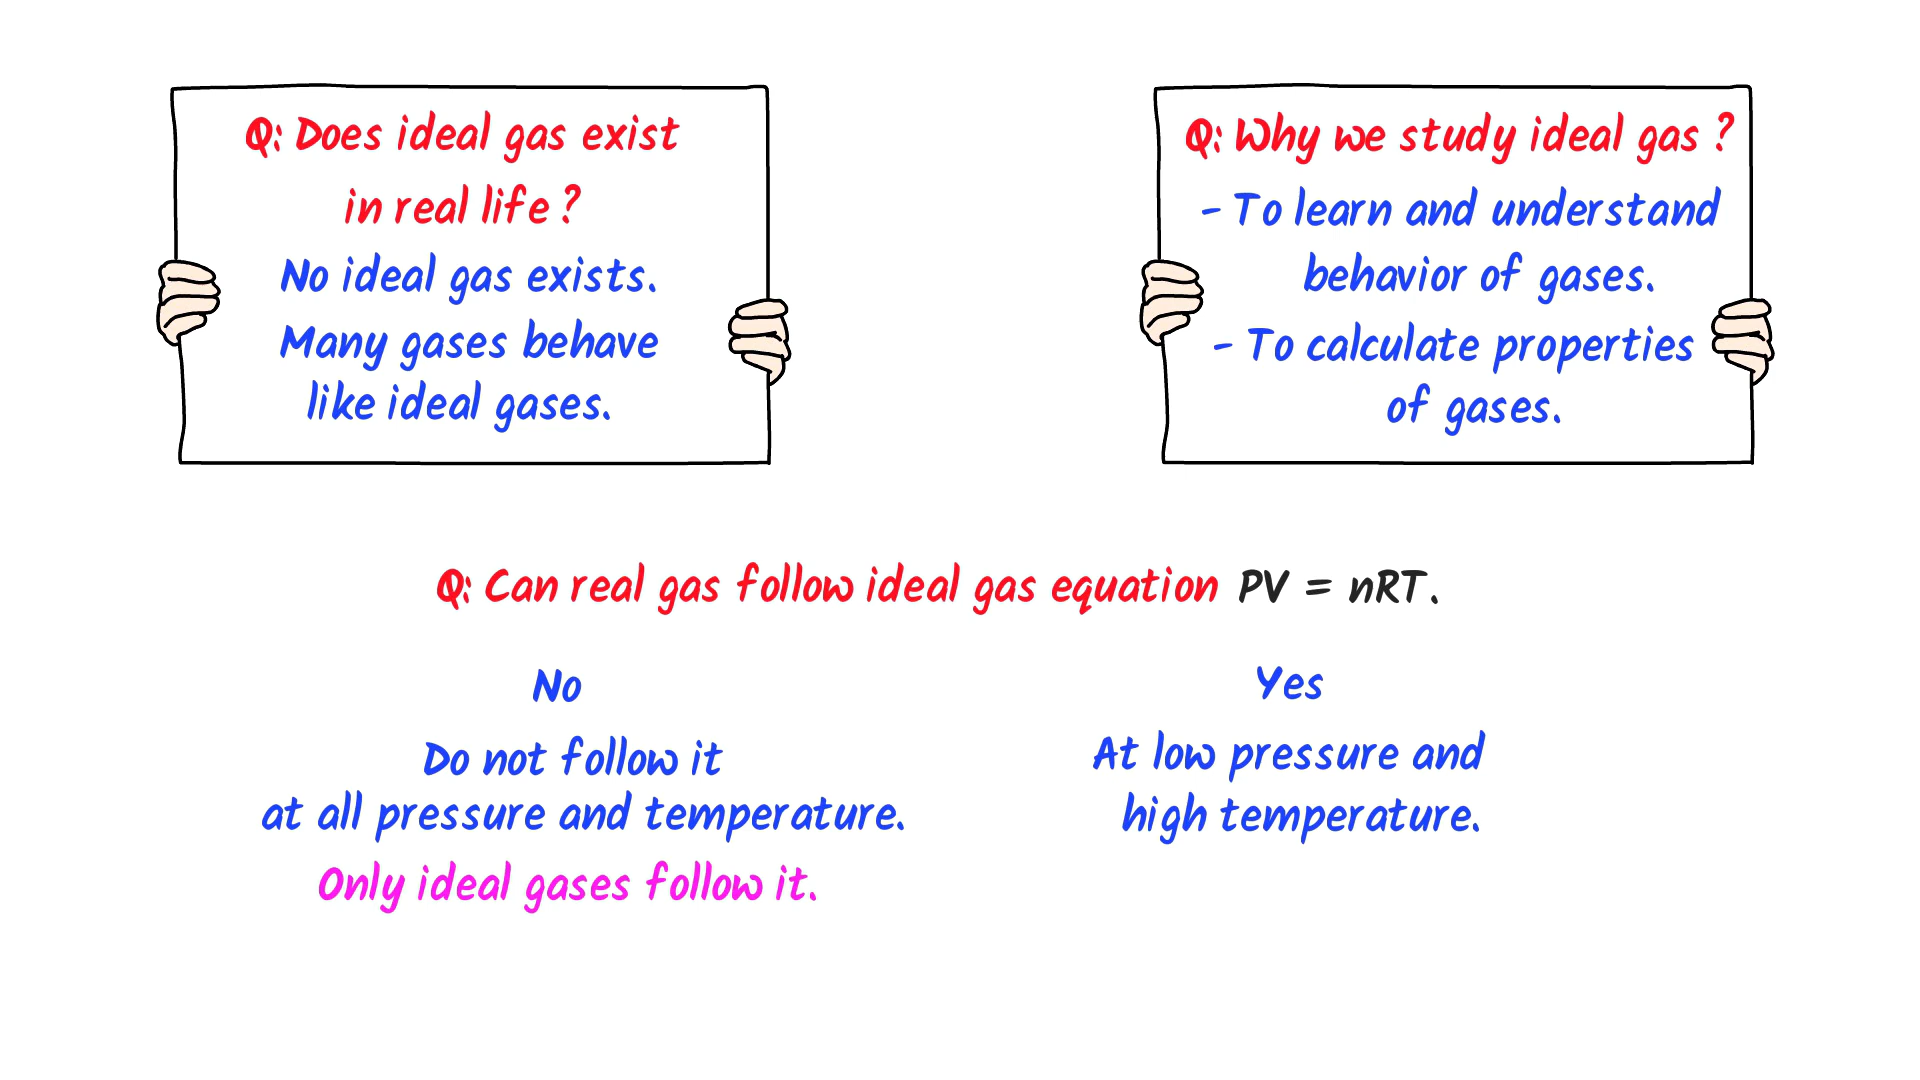 Q: Does ideal gas exist
in real life ?
No ideal gas exists.
Many gases behave
like ideal gases.
Q: Why we study ideal gas ?
- To learn and understand
behavior of gases.
- To calculate properties
of gases.
Q: Can real gas follow ideal gas equation PV = nRT.
No
Do not follow it
at all pressure and temperature.
Only ideal gases follow it.
Yes
At low pressure and
high temperature.